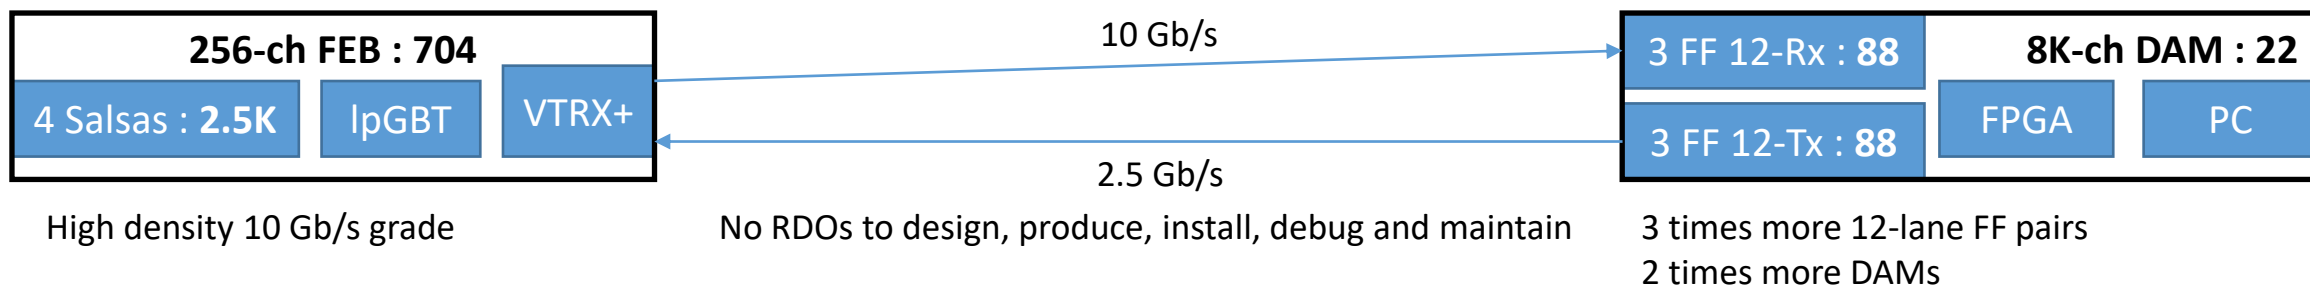 256-ch FEB : 704
4 Salsas : 2.5K
lpGBT
VTRX+
High density 10 Gb/s grade
10 Gb/s
2.5 Gb/s
No RDOs to design, produce, install, debug and maintain
3 FF 12-Rx : 88
3 FF 12-Tx : 88
8K-ch DAM : 22
FPGA
PC
3 times more 12-lane FF pairs
2 times more DAMs